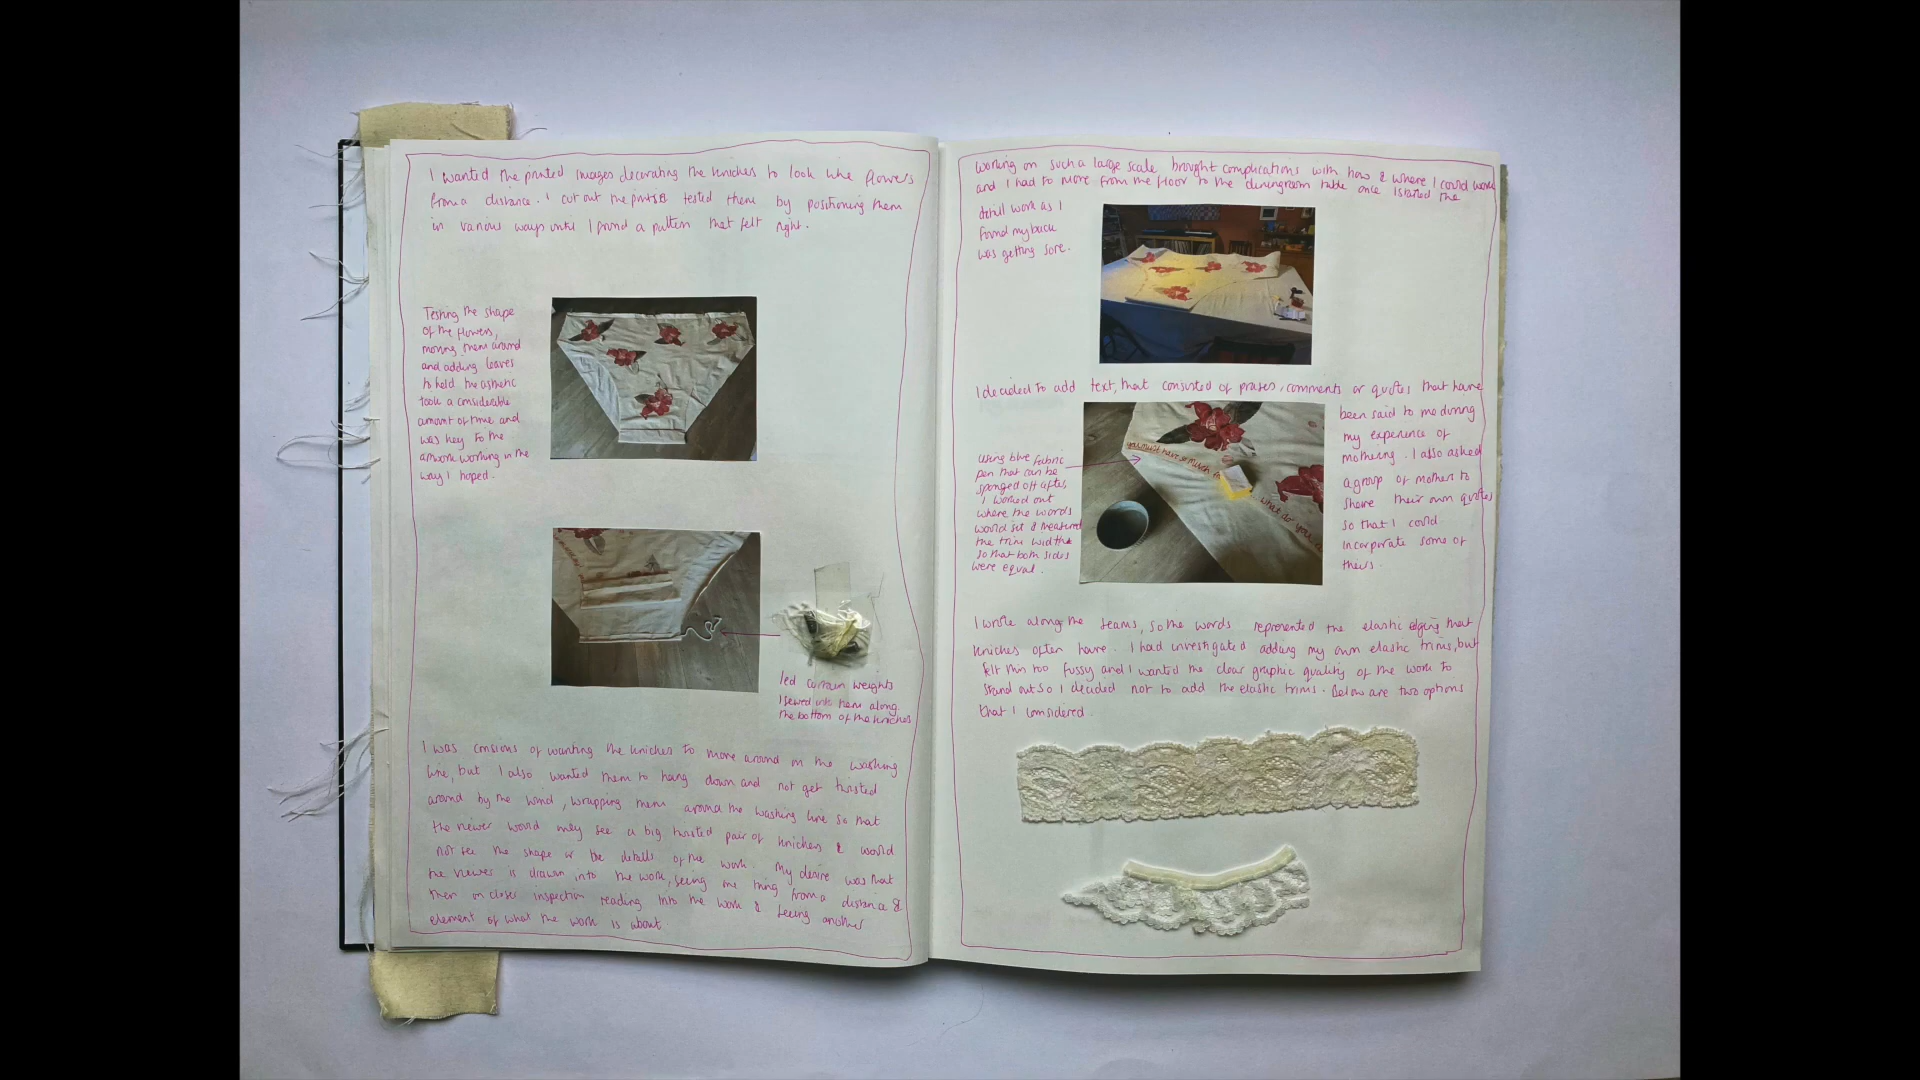 I wanted the printed images decorating the knickers to look like flowers
from a distance. I cut out the prints & tested them by positioning them
in various ways until I found a pattern that felt right.
Testing the shape
of the flowers,
moving them around
and adding leaves
to hold the asthetic
took a considerable
amount of time and
was key to the
artwork working in the
way I hoped.
led curtain weights
I sewed into hem along
the bottom of the knickers
I was consious of wanting the knickers to move around on the washing
line, but I also wanted them to hang down and not get twisted
around by the wind, wrapping them around the washing line so that
the viewer would only see a big twisted pair of knickers & would
not see the shape or the details of the work. My desire was that
the viewer is drawn into the work, seeing one thing from a distance &
then on closer inspection reading into the work & seeing another
element of what the work is about.
Working on such a large scale brought complications with how & where I could work
and I had to move from the floor to the diningroom table once I started the
detail work as I
found my back
was getting sore.
I decided to add text, that consisted of prases, comments or quotes that have
been said to me during
my experience of
mothering. I also asked
a group of mothers to
share their own quotes
so that I could
incorporate some of
theirs.
Using blue fabric
pen that can be
sponged off after,
I worked out
where the words
would sit & measured
the trim width
so that both sides
were equal.
you must have so much
what do you
I wrote along the seams, so the words represented the elastic edging that
knickers often have. I had investigated adding my own elastic trims, but
felt this too fussy and I wanted the clear graphic quality of the work to
stand out so I decided not to add the elastic trims. Below are two options
that I considered.